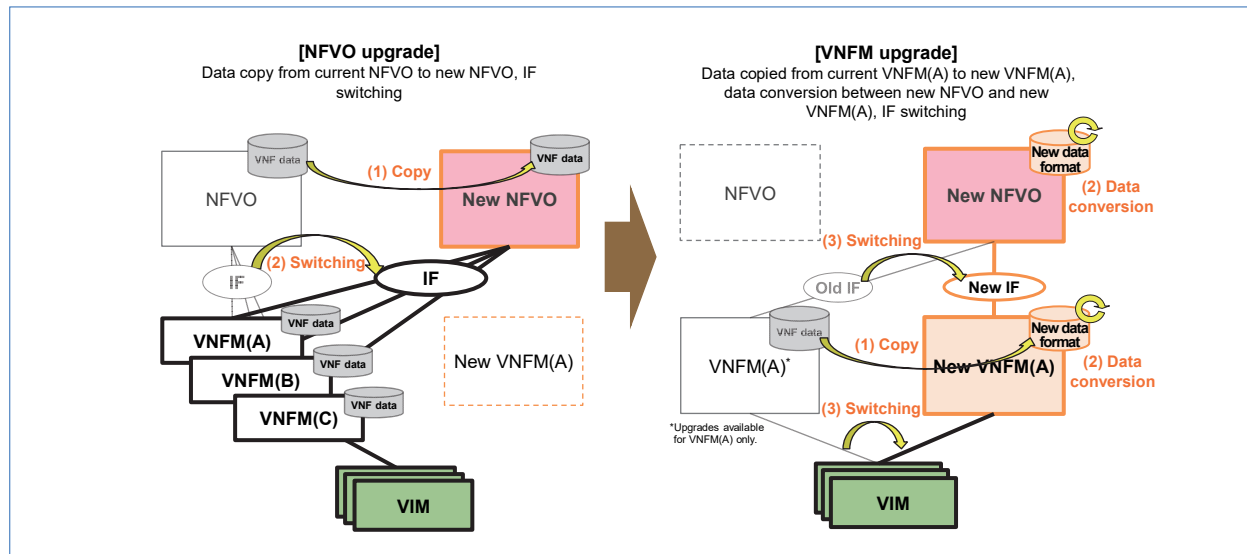 [NFVO upgrade]
Data copy from current NFVO to new NFVO, IF
switching
VNF data
NFVO
(1) Copy
VNF data
New NFVO
(2) Switching
IF
IF
VNFM(A)
VNF data
VNFM(B)
VNF data
VNFM(C)
VNF data
New VNFM(A)
VIM
[VNFM upgrade]
Data copied from current VNFM(A) to new VNFM(A),
data conversion between new NFVO and new
VNFM(A), IF switching
NFVO
New data
format
New NFVO
(2) Data
conversion
(3) Switching
Old IF
New IF
VNF data
VNFM(A)*
(1) Copy
New data
format
New VNFM(A)
(2) Data
conversion
(3) Switching
*Upgrades available
for VNFM(A) only.
VIM